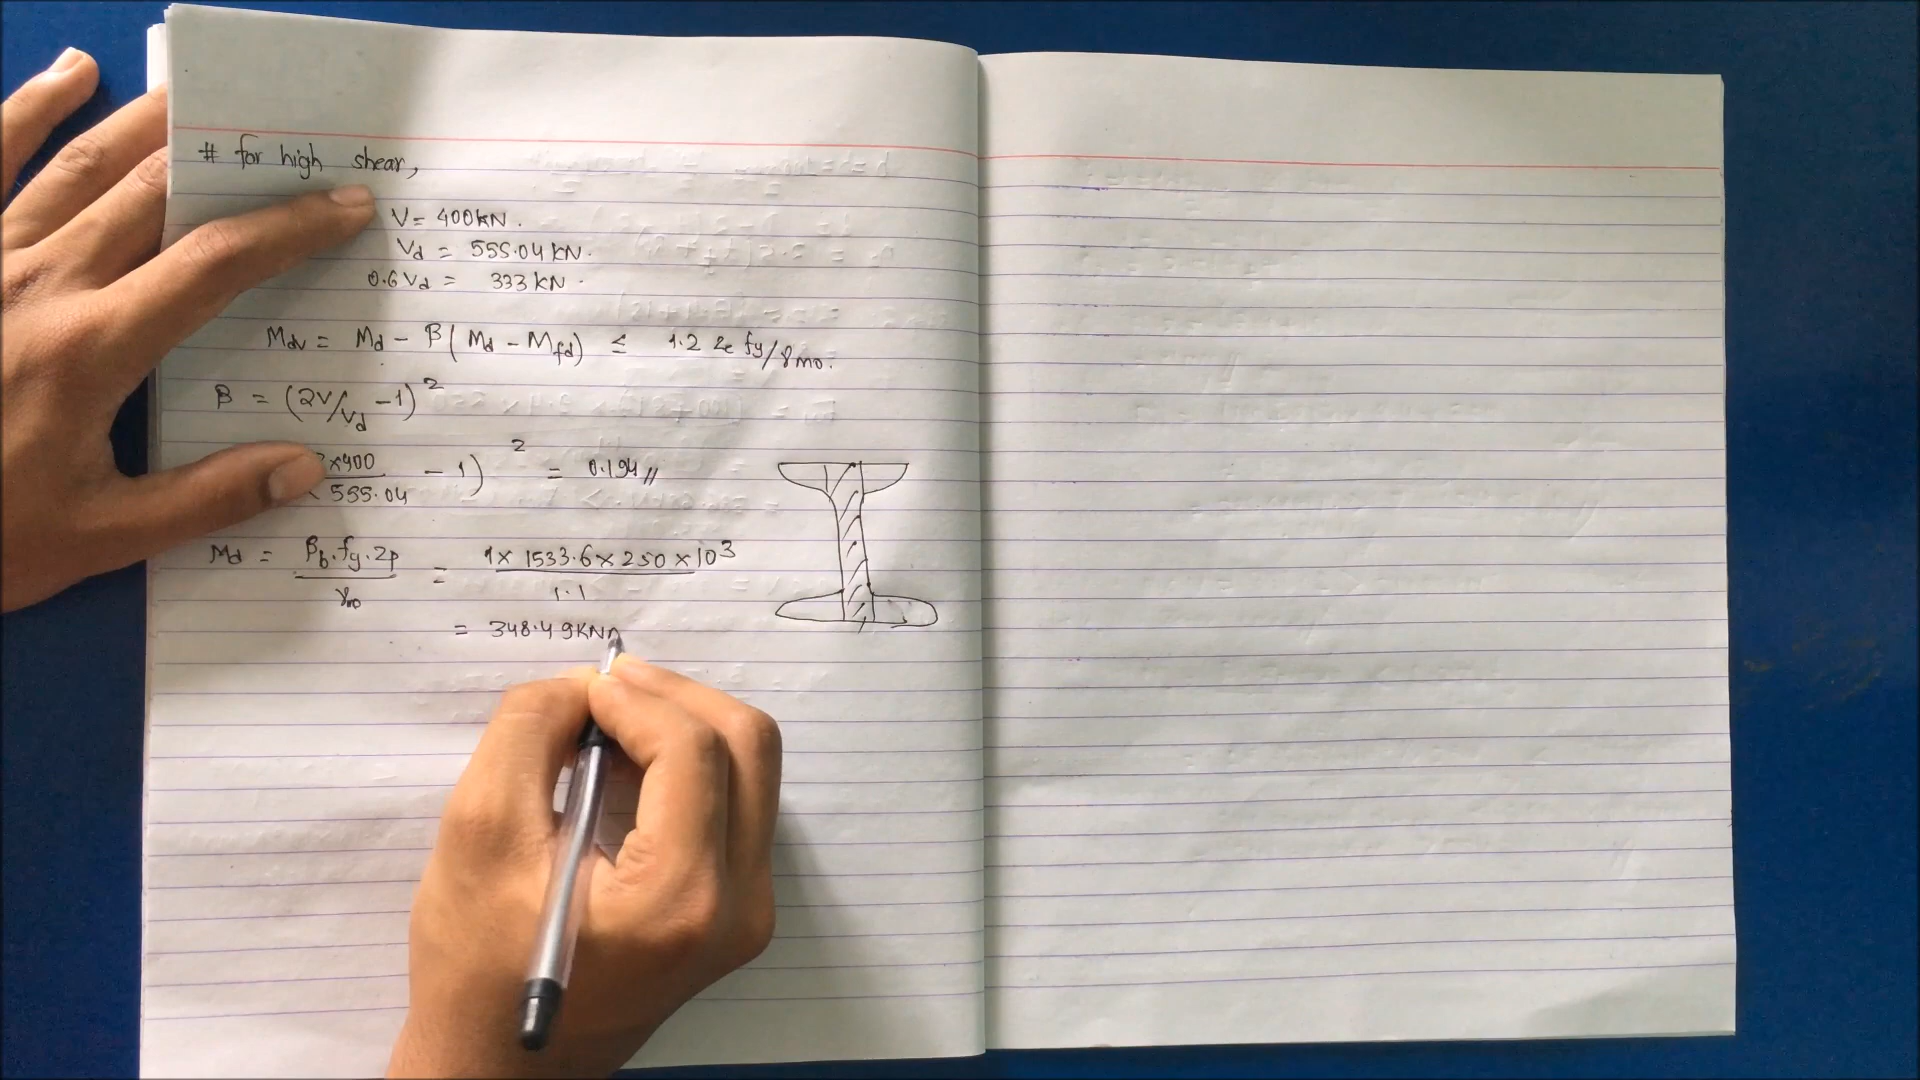 # for high shear,
V = 400KN.
Vd = 555.04 KN.
0.6 Vd = 333 KN.
Mdv = Md - β(Md - Mfd) ≤ 1.2 Ze fy/γmo.
β = (2V/Vd - 1)²
2×400/555.04 - 1)² = 0.194 //
Md = βb.fy.Zp/γmo = 1 × 1533.6 × 250 × 10³/1.1
= 348.49KN